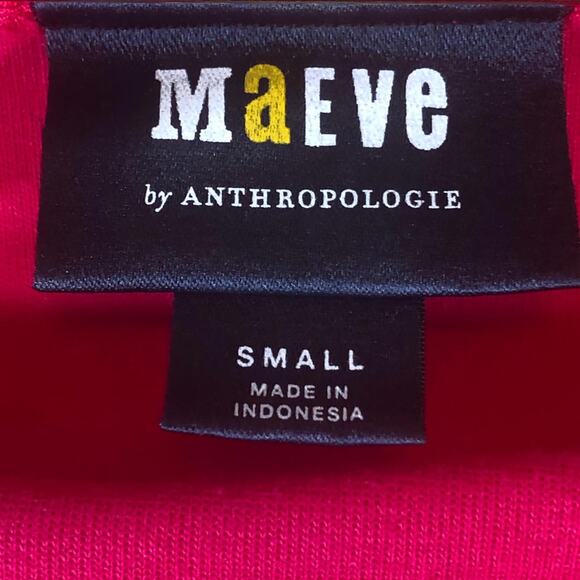 MaEVe
by ANTHROPOLOGIE
SMALL
MADE IN
INDONESIA